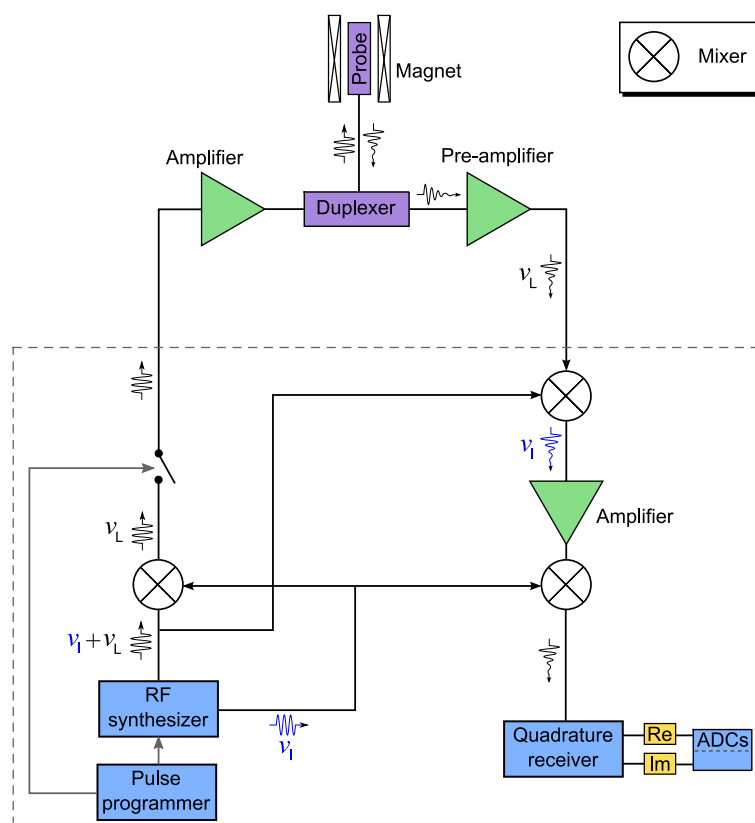 Probe
Magnet
Mixer
Amplifier
Pre-amplifier
Duplexer
νL
νI
Amplifier
νL
νI + νL
RF
synthesizer
νI
Pulse
programmer
Quadrature
receiver
Re
Im
ADCs